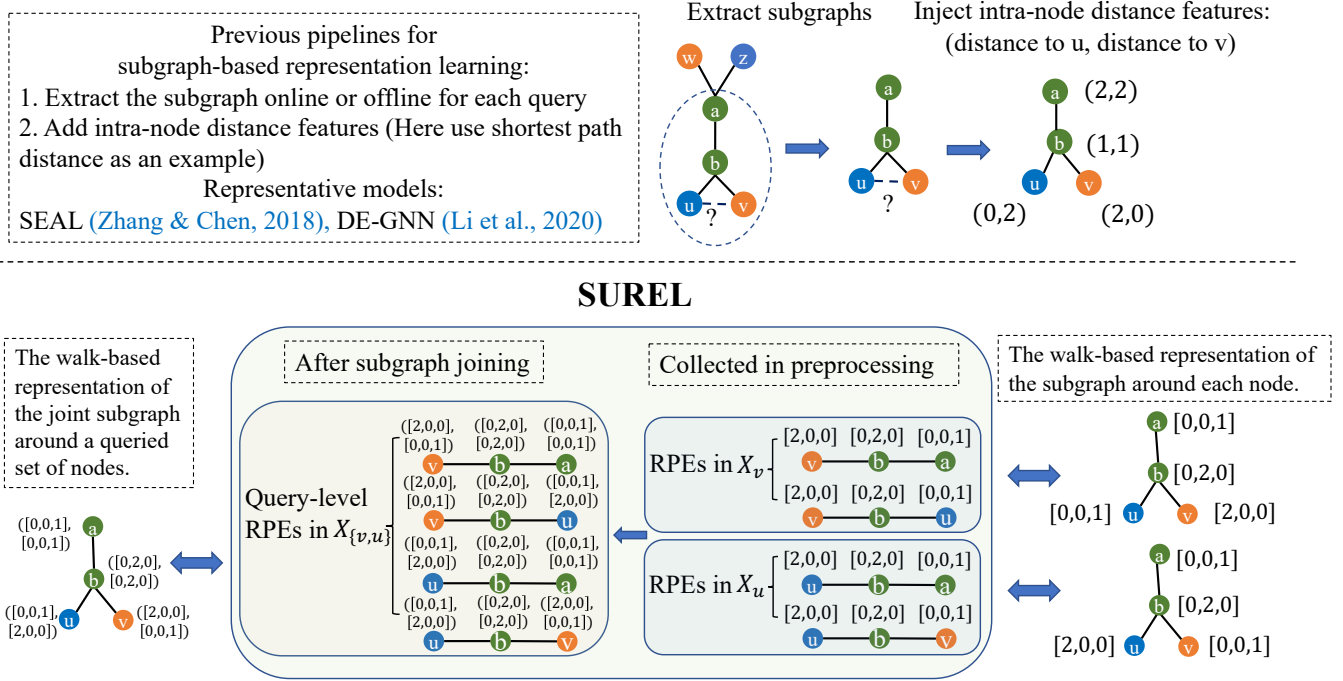 Previous pipelines for
subgraph-based representation learning:
1. Extract the subgraph online or offline for each query
2. Add intra-node distance features (Here use shortest path
distance as an example)
Representative models:
SEAL (Zhang & Chen, 2018), DE-GNN (Li et al., 2020)
Extract subgraphs
w z
a
b
u v
?
a
b
u v
?
Inject intra-node distance features:
(distance to u, distance to v)
a (2,2)
b (1,1)
u v
(0,2) (2,0)
SUREL
The walk-based
representation of
the joint subgraph
around a queried
set of nodes.
a
([0,0,1],
[0,0,1])
b
([0,2,0],
[0,2,0])
([0,0,1],
[2,0,0])
u v
([2,0,0],
[0,0,1])
After subgraph joining
Query-level
RPEs in X{v,u}
([2,0,0], ([0,2,0], ([0,0,1],
[0,0,1]) [0,2,0]) [0,0,1])
v b a
([2,0,0], ([0,2,0], ([0,0,1],
[0,0,1]) [0,2,0]) [2,0,0])
v b u
([0,0,1], ([0,2,0], ([0,0,1],
[2,0,0]) [0,2,0]) [0,0,1])
u b a
([0,0,1], ([0,2,0], ([2,0,0],
[2,0,0]) [0,2,0]) [0,0,1])
u b v
Collected in preprocessing
RPEs in Xv
[2,0,0] [0,2,0] [0,0,1]
v b a
[2,0,0] [0,2,0] [0,0,1]
v b u
RPEs in Xu
[2,0,0] [0,2,0] [0,0,1]
u b a
[2,0,0] [0,2,0] [0,0,1]
u b v
The walk-based representation of
the subgraph around each node.
a [0,0,1]
b [0,2,0]
[0,0,1] u v [2,0,0]
a [0,0,1]
b [0,2,0]
[2,0,0] u v [0,0,1]